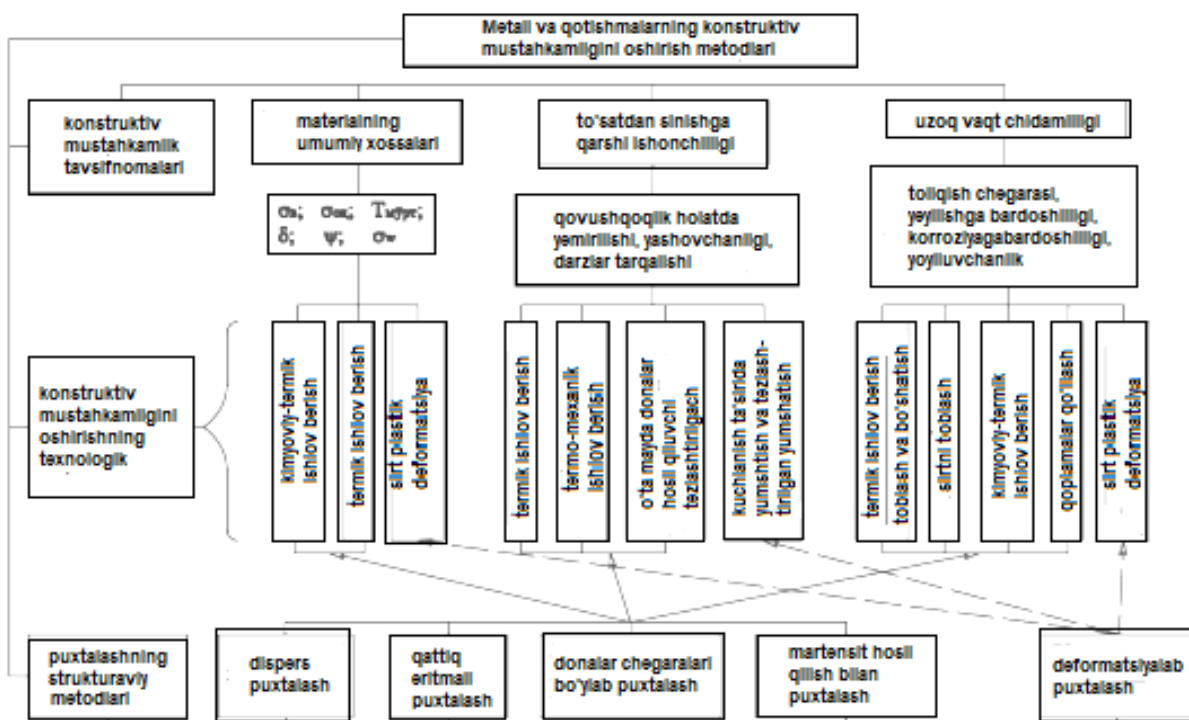 Metall va qotishmalarning konstruktiv
mustahkamligini oshirish metodlari
konstruktiv
mustahkamlik
tavsifnomalari
materialning
umumiy xossalari
to'satdan sinishga
qarshi ishonchliligi
uzoq vaqt chidamliligi
δ; ψ;
qovushqoqlik holatda
yemirilishi, yashovchanligi,
darzlar tarqalishi
toliqish chegarasi,
yeyilishga bardoshliligi,
korroziyagabardoshliligi,
yoyiluvchanlik
konstruktiv
mustahkamligini
oshirishning
texnologik
kimyoviy-termik
ishlov berish
termik ishlov berish
sirt plastik
deformatsiya
termik ishlov berish
termo-mexanik
ishlov berish
o'ta mayda donalar
hosil qiluvchi
tezlashtirilgach
kuchlanish ta'sirida
yumshtish va tezlash-
tirilgan yumshatish
termik ishlov berish
toblash va bo'shatish
sirtni toblash
kimyoviy-termik
ishlov berish
qoplamalar qo'llash
sirt plastik
deformatsiya
puxtalashning
strukturaviy
metodlari
dispers
puxtalash
qattiq
eritmali
puxtalash
donalar chegaralari
bo'ylab puxtalash
martensit hosil
qilish bilan
puxtalash
deformatsiyalab
puxtalash